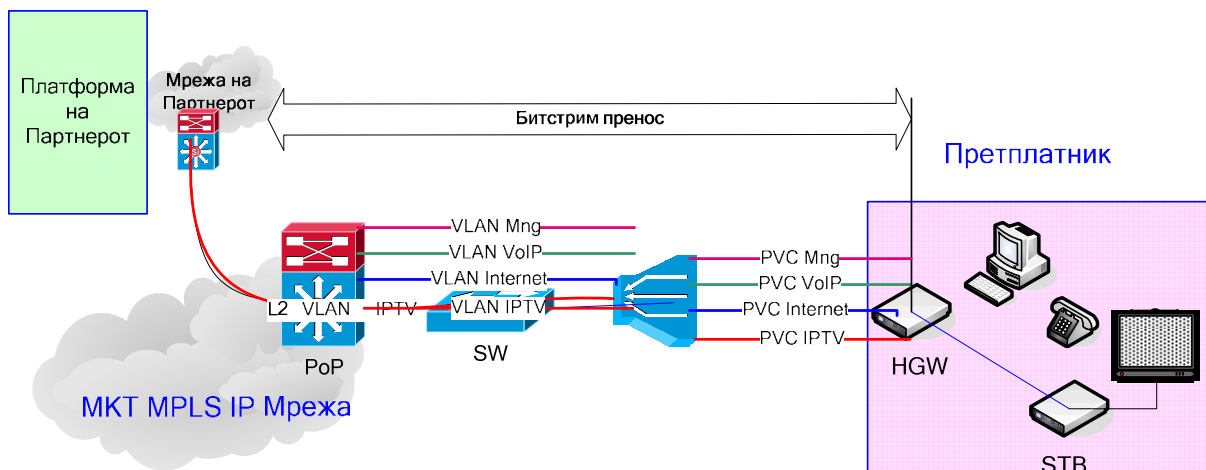 Платформа
на
Партнерот
Мрежа на
Партнерот
Битстрим пренос
Претплатник
VLAN Mng
VLAN VoIP
VLAN Internet
L2 VLAN IPTV
VLAN IPTV
PVC Mng
PVC VoIP
PVC Internet
PVC IPTV
PoP
SW
HGW
MKT MPLS IP Мрежа
STB